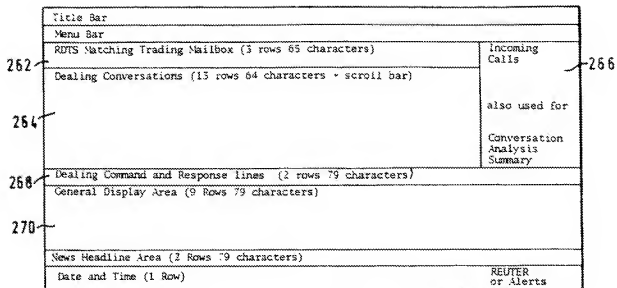 Title Bar
Menu Bar
RDTS Matching Trading Mailbox (3 rows 65 characters)
262
Dealing Conversations (13 rows 64 characters + scroll bar)
264
Incoming
Calls
266
also used for
Conversation
Analysis
Summary
268
Dealing Command and Response lines (2 rows 79 characters)
General Display Area (9 Rows 79 characters)
270
News Headline Area (2 Rows 79 characters)
Date and Time (1 Row)
REUTER
or Alerts